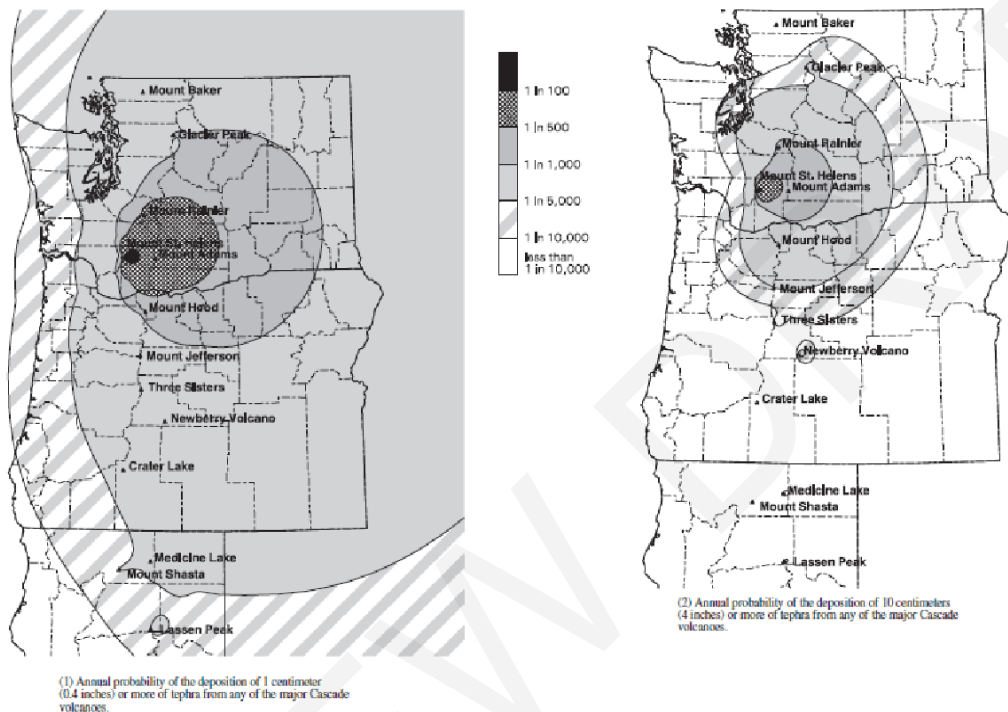 Mount Baker
Glacier Peak
Mount Rainier
Mount St. Helens
Mount Adams
Mount Hood
Mount Jefferson
Three Sisters
Newberry Volcano
Crater Lake
Medicine Lake
Mount Shasta
Lassen Peak
(1) Annual probability of the deposition of 1 centimeter
(0.4 inches) or more of tephra from any of the major Cascade
volcanoes.
1 in 100
1 in 500
1 in 1,000
1 in 5,000
1 in 10,000
less than
1 in 10,000
Mount Baker
Glacier Peak
Mount Rainier
Mount St. Helens
Mount Adams
Mount Hood
Mount Jefferson
Three Sisters
Newberry Volcano
Crater Lake
Medicine Lake
Mount Shasta
Lassen Peak
(2) Annual probability of the deposition of 10 centimeters
(4 inches) or more of tephra from any of the major Cascade
volcanoes.